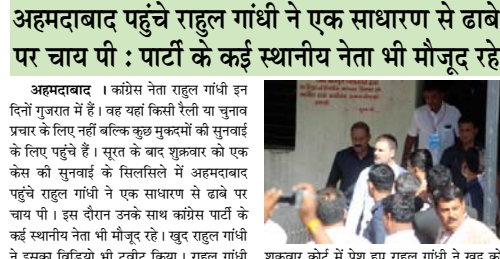 अहमदाबाद पहुंचे राहुल गांधी ने एक साधारण से ढाबे
पर चाय पी : पार्टी के कई स्थानीय नेता भी मौजूद रहे
अहमदाबाद । कांग्रेस नेता राहुल गांधी इन
दिनों गुजरात में हैं। वह यहां किसी रैली या चुनाव
प्रचार के लिए नहीं बल्कि कुछ मुकदमों की सुनवाई
के लिए पहुंचे हैं। सूरत के बाद शुक्रवार को एक
केस की सुनवाई के सिलसिले में अहमदाबाद
पहुंचे राहुल गांधी ने एक साधारण से ढाबे पर
चाय पी । इस दौरान उनके साथ कांग्रेस पार्टी के
कई स्थानीय नेता भी मौजूद रहे। खुद राहुल गांधी
ने इसका विडियो भी ट्वीट किया। राहुल गांधी
शुक्रवार कोर्ट में पेश हुए राहुल गांधी ने खुद को